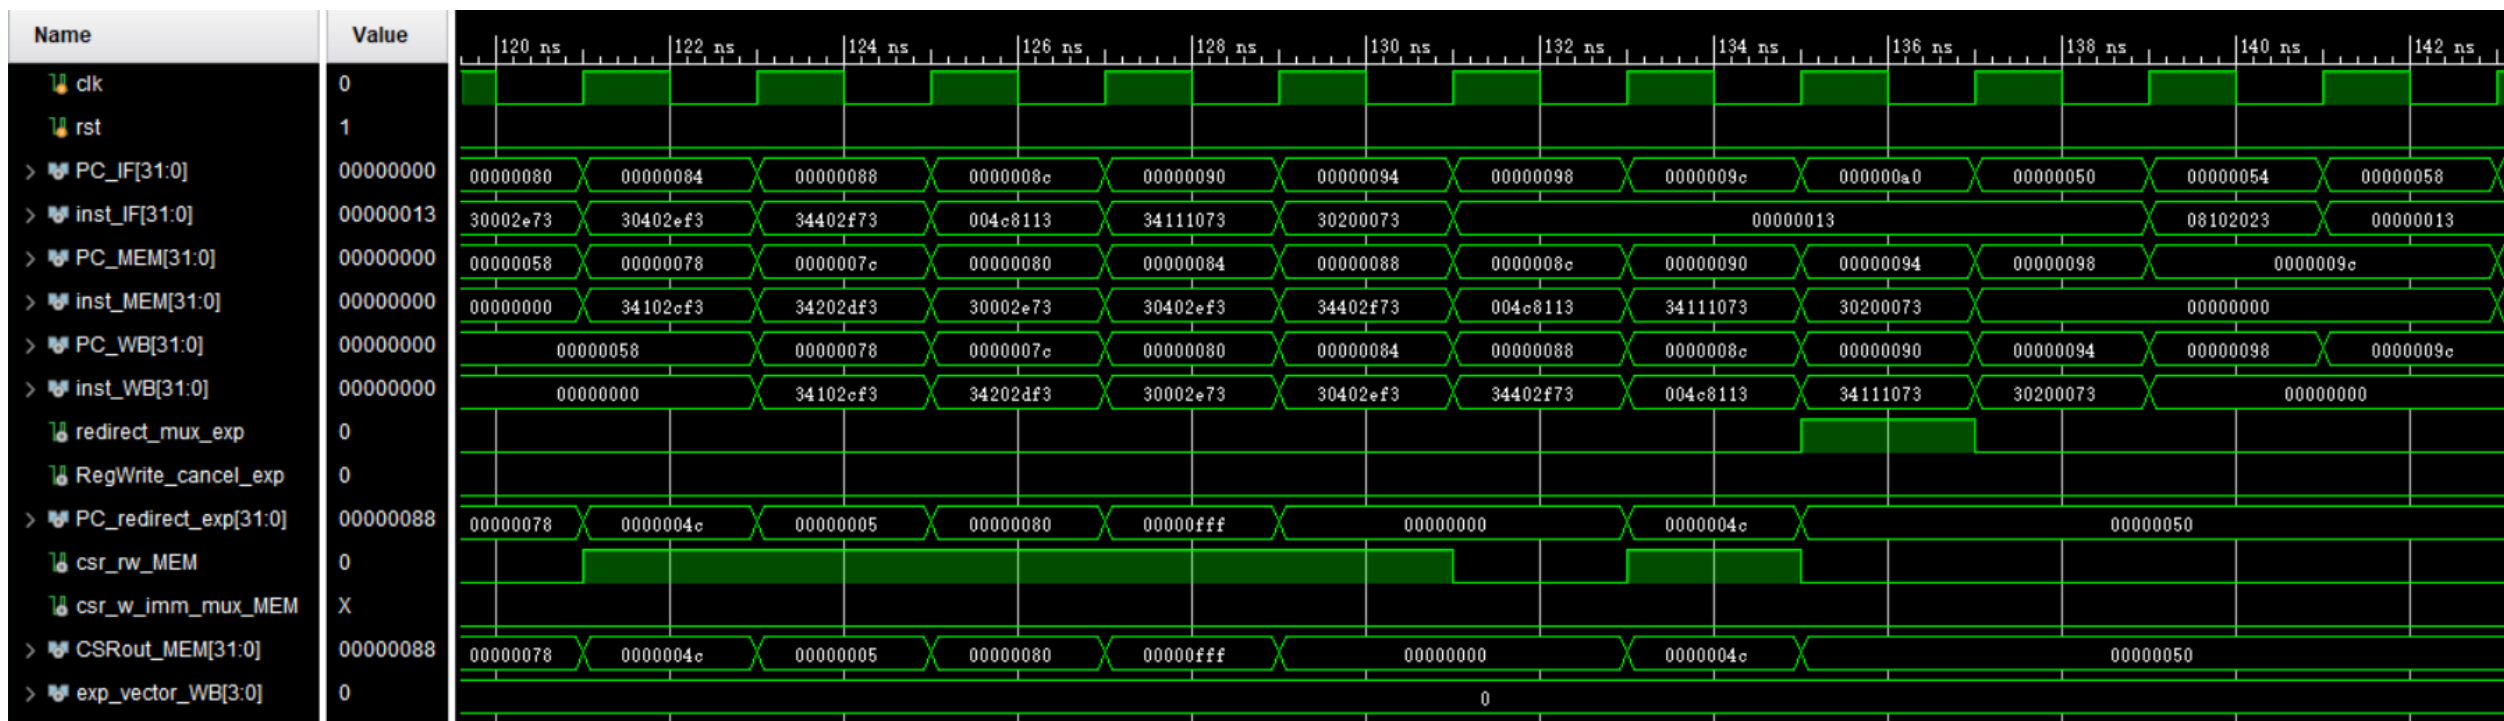 Name Value 120 ns 122 ns 124 ns 126 ns 128 ns 130 ns 132 ns 134 ns 136 ns 138 ns 140 ns 142 ns
clk 0
rst 1
PC_IF[31:0] 00000000 00000080 00000084 00000088 0000008c 00000090 00000094 00000098 0000009c 000000a0 00000050 00000054 00000058
inst_IF[31:0] 00000013 30002e73 30402ef3 34402f73 004c8113 34111073 30200073 00000013 08102023 00000013
PC_MEM[31:0] 00000000 00000058 00000078 0000007c 00000080 00000084 00000088 0000008c 00000090 00000094 00000098 0000009c
inst_MEM[31:0] 00000000 00000000 34102cf3 34202df3 30002e73 30402ef3 34402f73 004c8113 34111073 30200073 00000000
PC_WB[31:0] 00000000 00000058 00000078 0000007c 00000080 00000084 00000088 0000008c 00000090 00000094 00000098 0000009c
inst_WB[31:0] 00000000 00000000 34102cf3 34202df3 30002e73 30402ef3 34402f73 004c8113 34111073 30200073 00000000
redirect_mux_exp 0
RegWrite_cancel_exp 0
PC_redirect_exp[31:0] 00000088 00000078 0000004c 00000005 00000080 00000fff 00000000 0000004c 00000050
csr_rw_MEM 0
csr_w_imm_mux_MEM X
CSRout_MEM[31:0] 00000088 00000078 0000004c 00000005 00000080 00000fff 00000000 0000004c 00000050
exp_vector_WB[3:0] 0 0